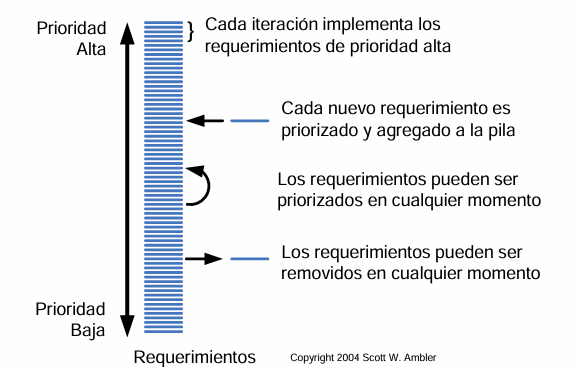 Prioridad
Alta
Cada iteración implementa los
requerimientos de prioridad alta
Cada nuevo requerimiento es
priorizado y agregado a la pila
Los requerimientos pueden ser
priorizados en cualquier momento
Los requerimientos pueden ser
removidos en cualquier momento
Prioridad
Baja
Requerimientos
Copyright 2004 Scott W. Ambler